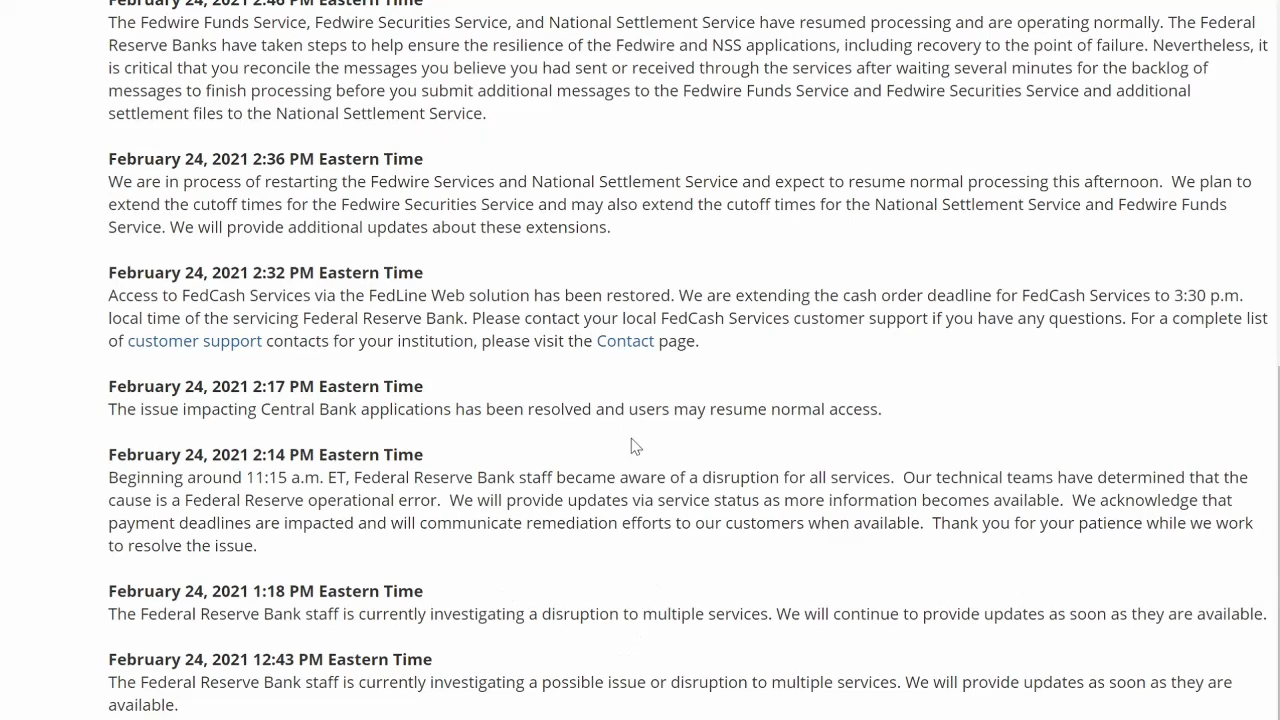 February 24, 2021 2:46 PM Eastern Time
The Fedwire Funds Service, Fedwire Securities Service, and National Settlement Service have resumed processing and are operating normally. The Federal
Reserve Banks have taken steps to help ensure the resilience of the Fedwire and NSS applications, including recovery to the point of failure. Nevertheless, it
is critical that you reconcile the messages you believe you had sent or received through the services after waiting several minutes for the backlog of
messages to finish processing before you submit additional messages to the Fedwire Funds Service and Fedwire Securities Service and additional
settlement files to the National Settlement Service.
February 24, 2021 2:36 PM Eastern Time
We are in process of restarting the Fedwire Services and National Settlement Service and expect to resume normal processing this afternoon.  We plan to
extend the cutoff times for the Fedwire Securities Service and may also extend the cutoff times for the National Settlement Service and Fedwire Funds
Service. We will provide additional updates about these extensions.
February 24, 2021 2:32 PM Eastern Time
Access to FedCash Services via the FedLine Web solution has been restored. We are extending the cash order deadline for FedCash Services to 3:30 p.m.
local time of the servicing Federal Reserve Bank. Please contact your local FedCash Services customer support if you have any questions. For a complete list
of customer support contacts for your institution, please visit the Contact page.
February 24, 2021 2:17 PM Eastern Time
The issue impacting Central Bank applications has been resolved and users may resume normal access.
February 24, 2021 2:14 PM Eastern Time
Beginning around 11:15 a.m. ET, Federal Reserve Bank staff became aware of a disruption for all services.  Our technical teams have determined that the
cause is a Federal Reserve operational error.  We will provide updates via service status as more information becomes available.  We acknowledge that
payment deadlines are impacted and will communicate remediation efforts to our customers when available.  Thank you for your patience while we work
to resolve the issue.
February 24, 2021 1:18 PM Eastern Time
The Federal Reserve Bank staff is currently investigating a disruption to multiple services. We will continue to provide updates as soon as they are available.
February 24, 2021 12:43 PM Eastern Time
The Federal Reserve Bank staff is currently investigating a possible issue or disruption to multiple services. We will provide updates as soon as they are
available.